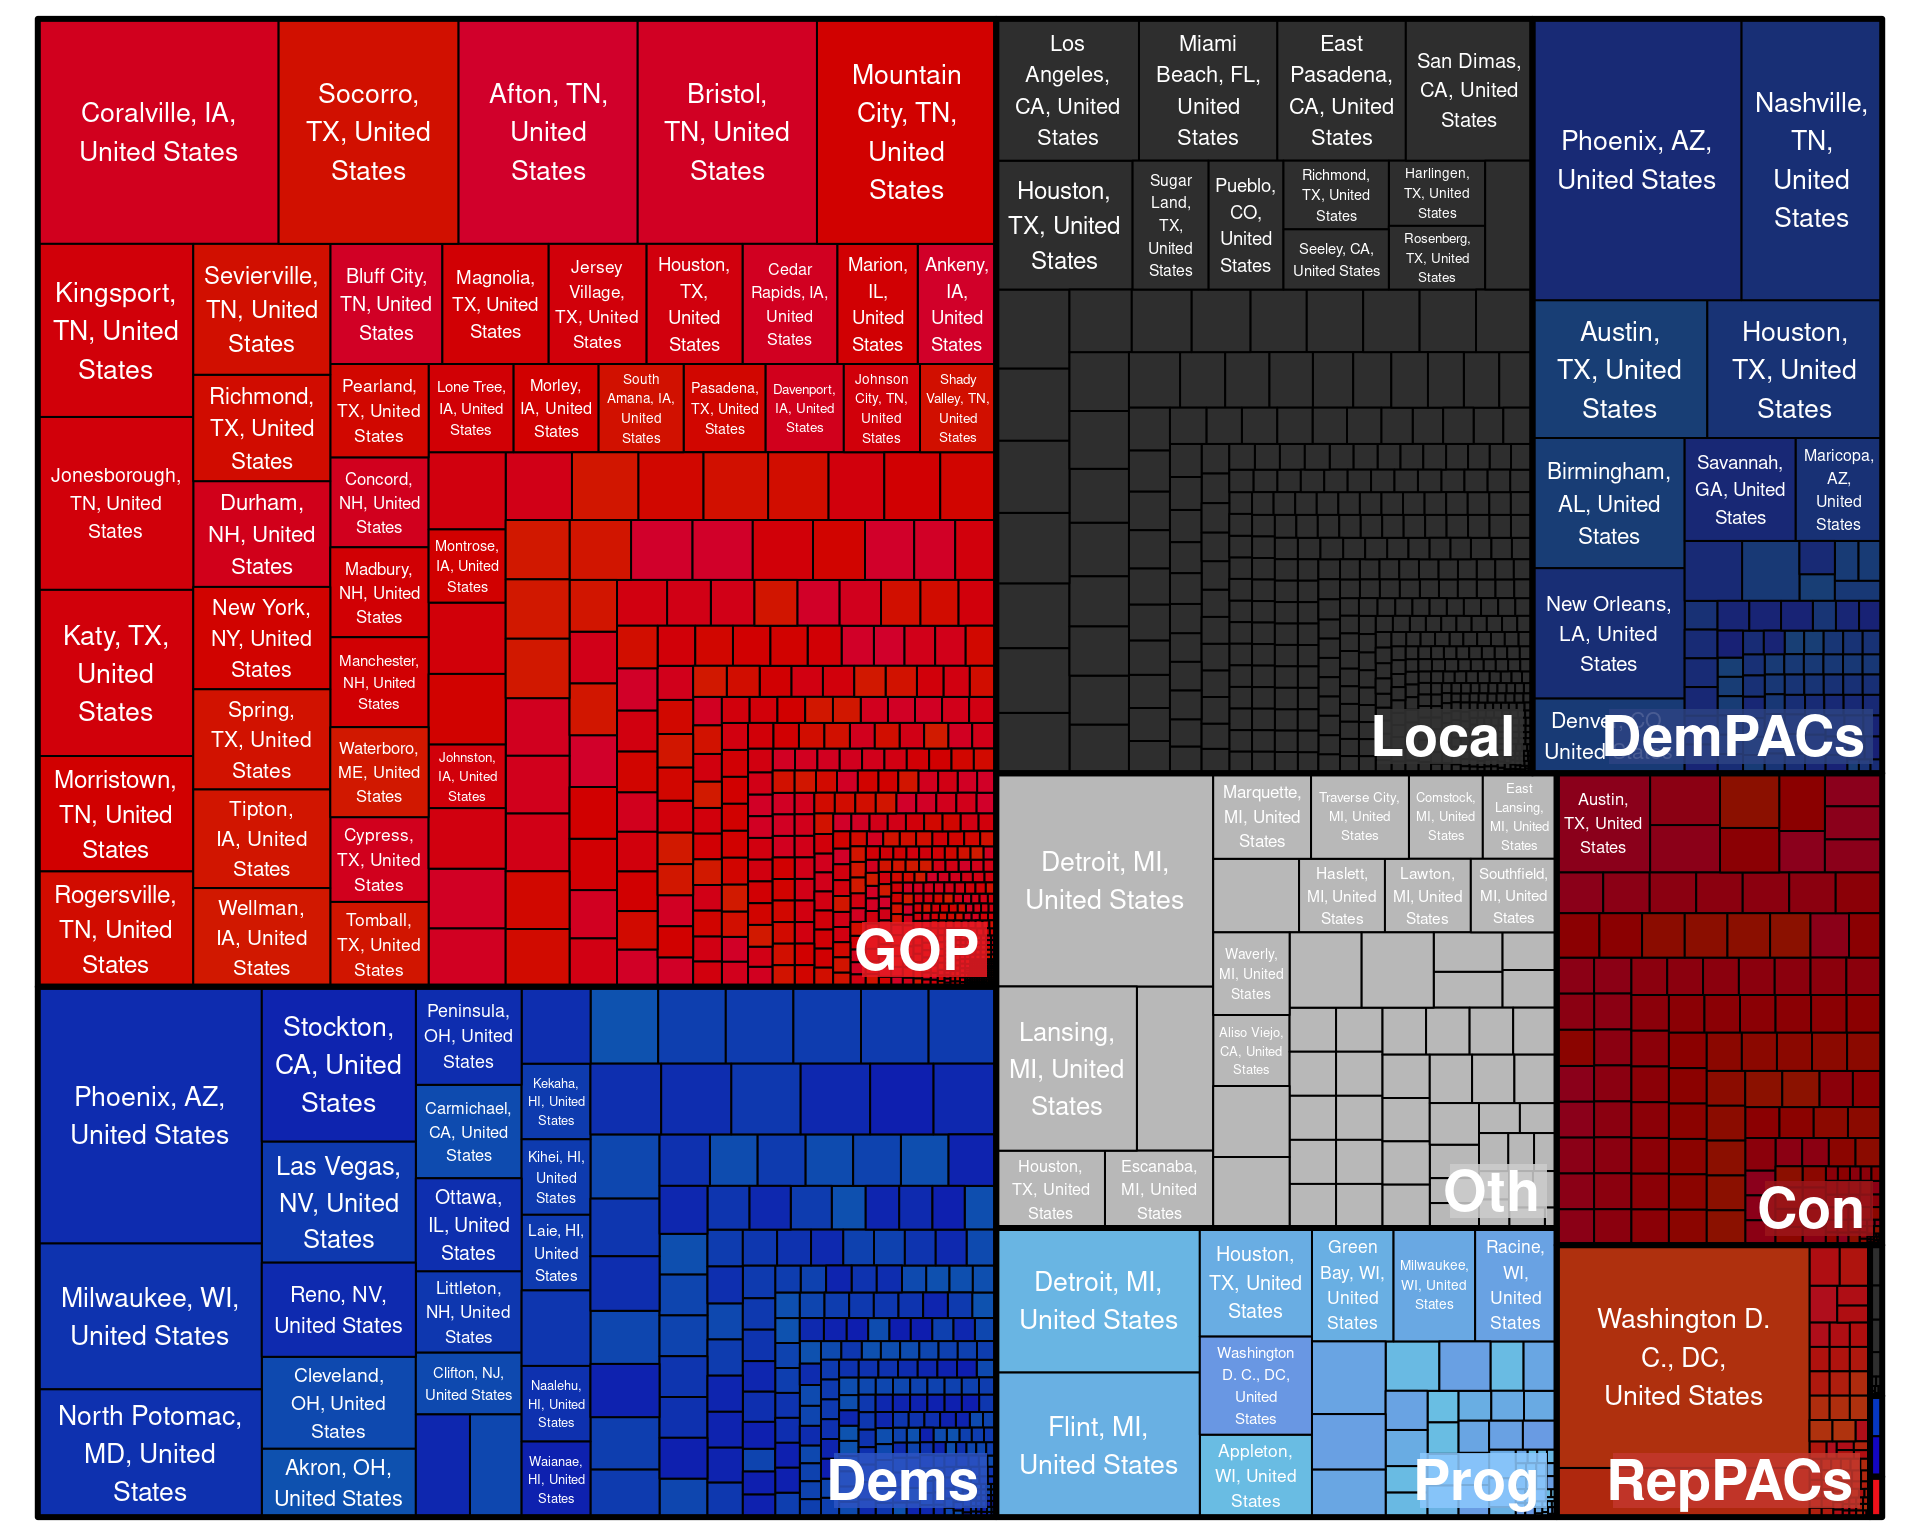 Coralville, IA,
United States
Socorro,
TX, United
States
Afton, TN,
United
States
Bristol,
TN, United
States
Mountain
City, TN,
United
States
Kingsport,
TN, United
States
Jonesborough,
TN, United
States
Katy, TX,
United
States
Morristown,
TN, United
States
Rogersville,
TN, United
States
Sevierville,
TN, United
States
Richmond,
TX, United
States
Durham,
NH, United
States
New York,
NY, United
States
Spring,
TX, United
States
Tipton,
IA, United
States
Wellman,
IA, United
States
Bluff City,
TN, United
States
Magnolia,
TX, United
States
Jersey
Village,
TX, United
States
Houston,
TX,
United
States
Cedar
Rapids, IA,
United
States
Marion,
IL,
United
States
Ankeny,
IA,
United
States
Pearland,
TX, United
States
Lone Tree,
IA, United
States
Morley,
IA, United
States
South
Amana, IA,
United
States
Pasadena,
TX, United
States
Davenport,
IA, United
States
Johnson
City, TN,
United
States
Shady
Valley, TN,
United
States
Concord,
NH, United
States
Madbury,
NH, United
States
Manchester,
NH, United
States
Waterboro,
ME, United
States
Cypress,
TX, United
States
Tomball,
TX, United
States
Montrose,
IA, United
States
Johnston,
IA, United
States
GOP
Los
Angeles,
CA, United
States
Miami
Beach, FL,
United
States
East
Pasadena,
CA, United
States
San Dimas,
CA, United
States
Houston,
TX, United
States
Sugar
Land,
TX,
United
States
Pueblo,
CO,
United
States
Richmond,
TX, United
States
Seeley, CA,
United States
Harlingen,
TX, United
States
Rosenberg,
TX, United
States
Local
Phoenix, AZ,
United States
Nashville,
TN,
United
States
Austin,
TX, United
States
Houston,
TX, United
States
Birmingham,
AL, United
States
Savannah,
GA, United
States
Maricopa,
AZ,
United
States
New Orleans,
LA, United
States
Denver, CO,
United States
DemPACs
Phoenix, AZ,
United States
Milwaukee, WI,
United States
North Potomac,
MD, United
States
Stockton,
CA, United
States
Las Vegas,
NV, United
States
Reno, NV,
United States
Cleveland,
OH, United
States
Akron, OH,
United States
Peninsula,
OH, United
States
Carmichael,
CA, United
States
Ottawa,
IL, United
States
Littleton,
NH, United
States
Clifton, NJ,
United States
Kekaha,
HI, United
States
Kihei, HI,
United
States
Laie, HI,
United
States
Naalehu,
HI, United
States
Waianae,
HI, United
States
Dems
Detroit, MI,
United States
Lansing,
MI, United
States
Houston,
TX, United
States
Escanaba,
MI, United
States
Marquette,
MI, United
States
Traverse City,
MI, United
States
Comstock,
MI, United
States
East
Lansing,
MI, United
States
Haslett,
MI, United
States
Lawton,
MI, United
States
Southfield,
MI, United
States
Waverly,
MI, United
States
Aliso Viejo,
CA, United
States
Oth
Austin,
TX, United
States
Con
Detroit, MI,
United States
Flint, MI,
United States
Houston,
TX, United
States
Washington
D. C., DC,
United
States
Appleton,
WI, United
States
Green
Bay, WI,
United
States
Milwaukee,
WI, United
States
Racine,
WI,
United
States
Prog
Washington D.
C., DC,
United States
RepPACs